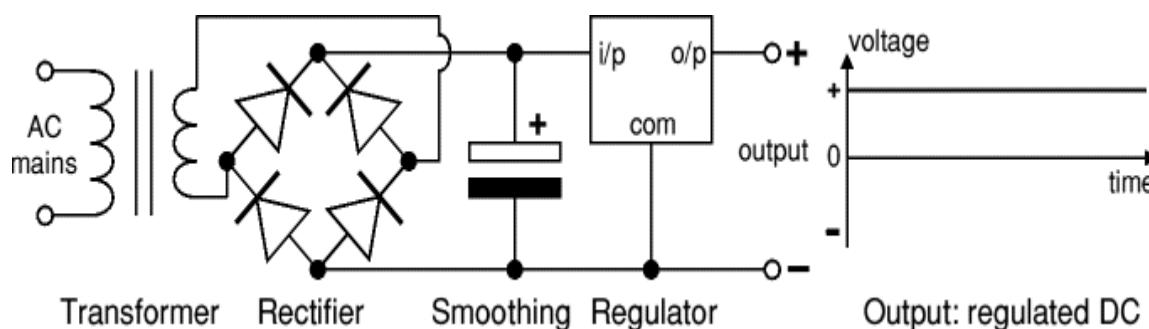 AC
mains
+
i/p o/p
com
+
−
voltage
+
output 0
time
-
Transformer Rectifier Smoothing Regulator Output: regulated DC